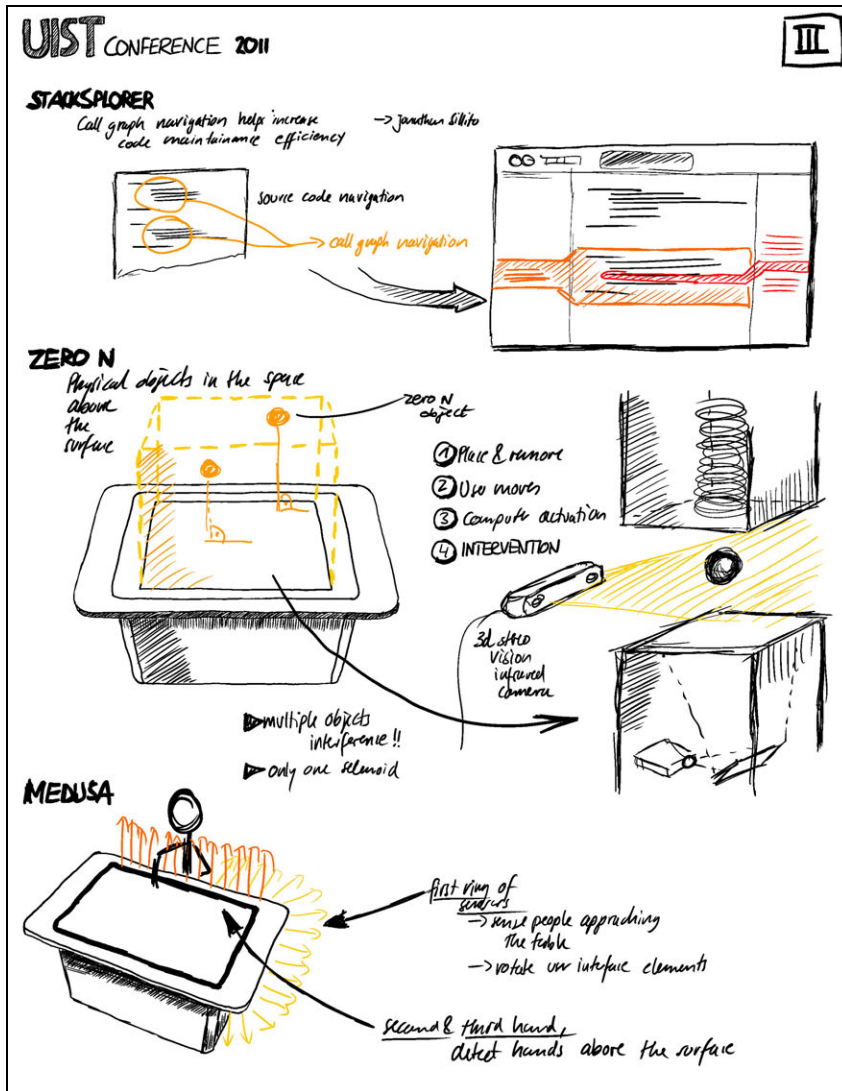 UIST CONFERENCE 2011
III
STACKSPLORER
Call graph navigation helps increase
code maintainance efficiency
→ Jonathan Sillito
source code navigation
→ call graph navigation
ZERO N
Physical objects in the space
above
the
surface
zero N
object
① Place & remove
② User moves
③ Computer activation
④ INTERVENTION
3d stereo
vision
infrared
camera
▶ multiple objects
interference!!
▶ only one selenoid
MEDUSA
first ring of
sensors
→ sense people approaching
the table
→ rotate user interface elements
second & third hand,
detect hands above the surface